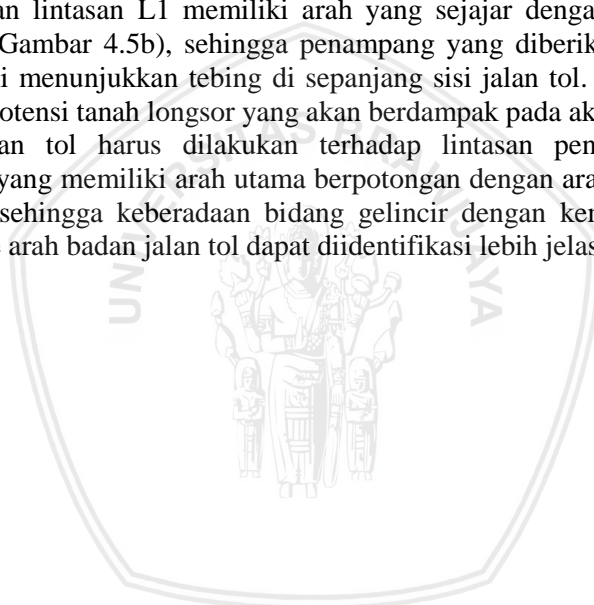 an lintasan L1 memiliki arah yang sejajar denga
Gambar 4.5b), sehingga penampang yang diberik
i menunjukkan tebing di sepanjang sisi jalan tol.
otensi tanah longsor yang akan berdampak pada ak
an tol harus dilakukan terhadap lintasan pen
yang memiliki arah utama berpotongan dengan ara
sehingga keberadaan bidang gelincir dengan ke
arah badan jalan tol dapat diidentifikasi lebih jelas
UNIVERSITAS BRAWIJAYA